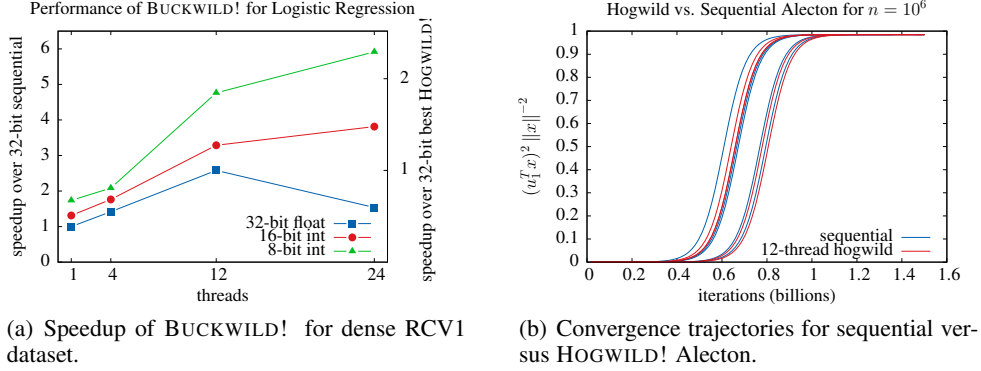 Performance of BUCKWILD! for Logistic Regression
speedup over 32-bit sequential
6
5
4
3
2
1
0
1
4
12
24
threads
2
1
speedup over 32-bit best HOGWILD!
32-bit float
16-bit int
8-bit int
(a) Speedup of BUCKWILD! for dense RCV1
dataset.
Hogwild vs. Sequential Alecton for n = 10⁶
(u₁ᵀx)² ||x||⁻²
1
0.9
0.8
0.7
0.6
0.5
0.4
0.3
0.2
0.1
0
0
0.2
0.4
0.6
0.8
1
1.2
1.4
1.6
iterations (billions)
sequential
12-thread hogwild
(b) Convergence trajectories for sequential ver-
sus HOGWILD! Alecton.